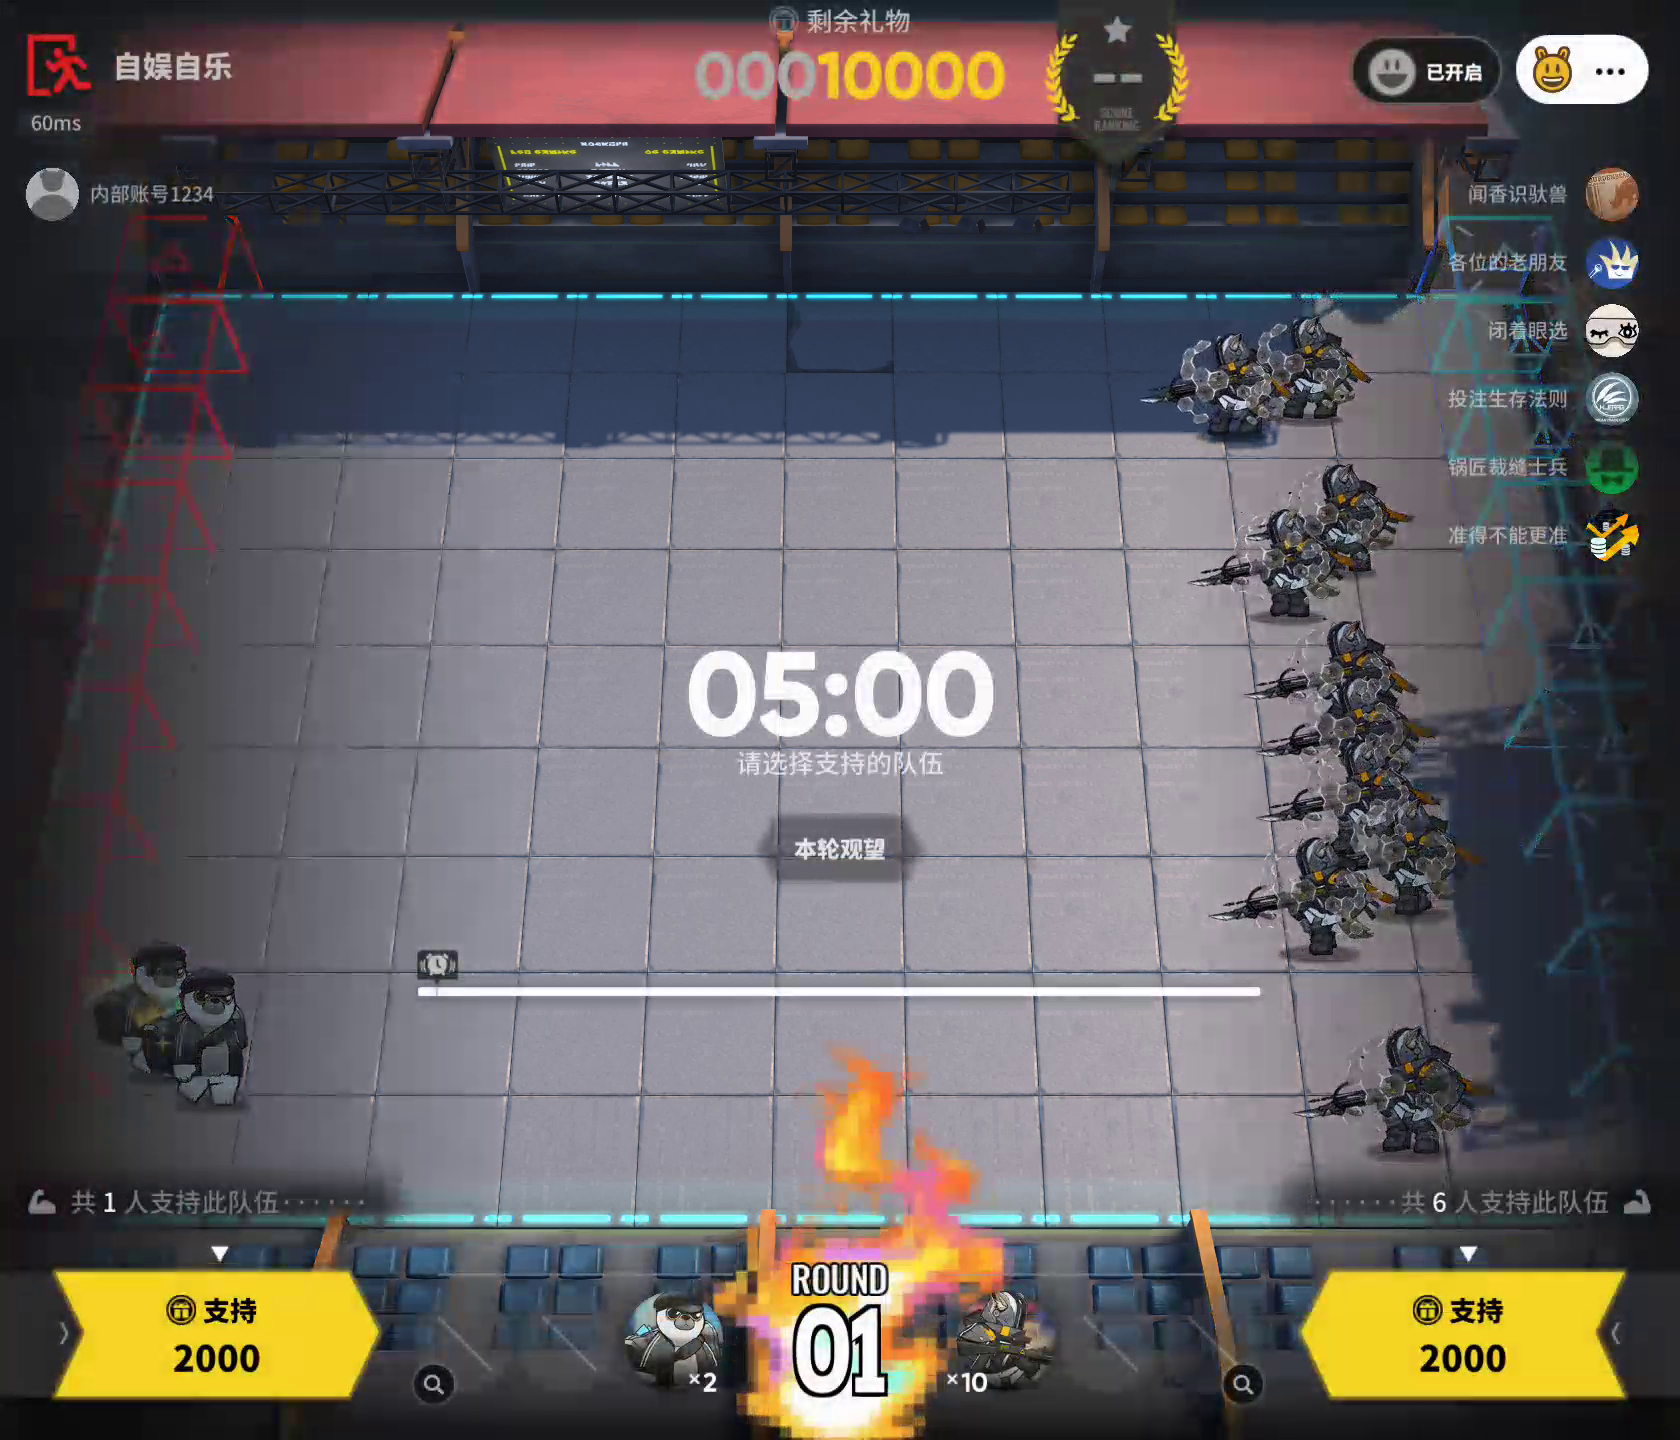 剩余礼物
00010000
自娱自乐
60ms
已开启
内部账号1234
闻香识驮兽
各位的老朋友
闭着眼选
投注生存法则
锅匠裁缝士兵
准得不能更准
05:00
请选择支持的队伍
本轮观望
共 1 人支持此队伍······
······共 6 人支持此队伍
支持
2000
×2
ROUND
01
×10
支持
2000